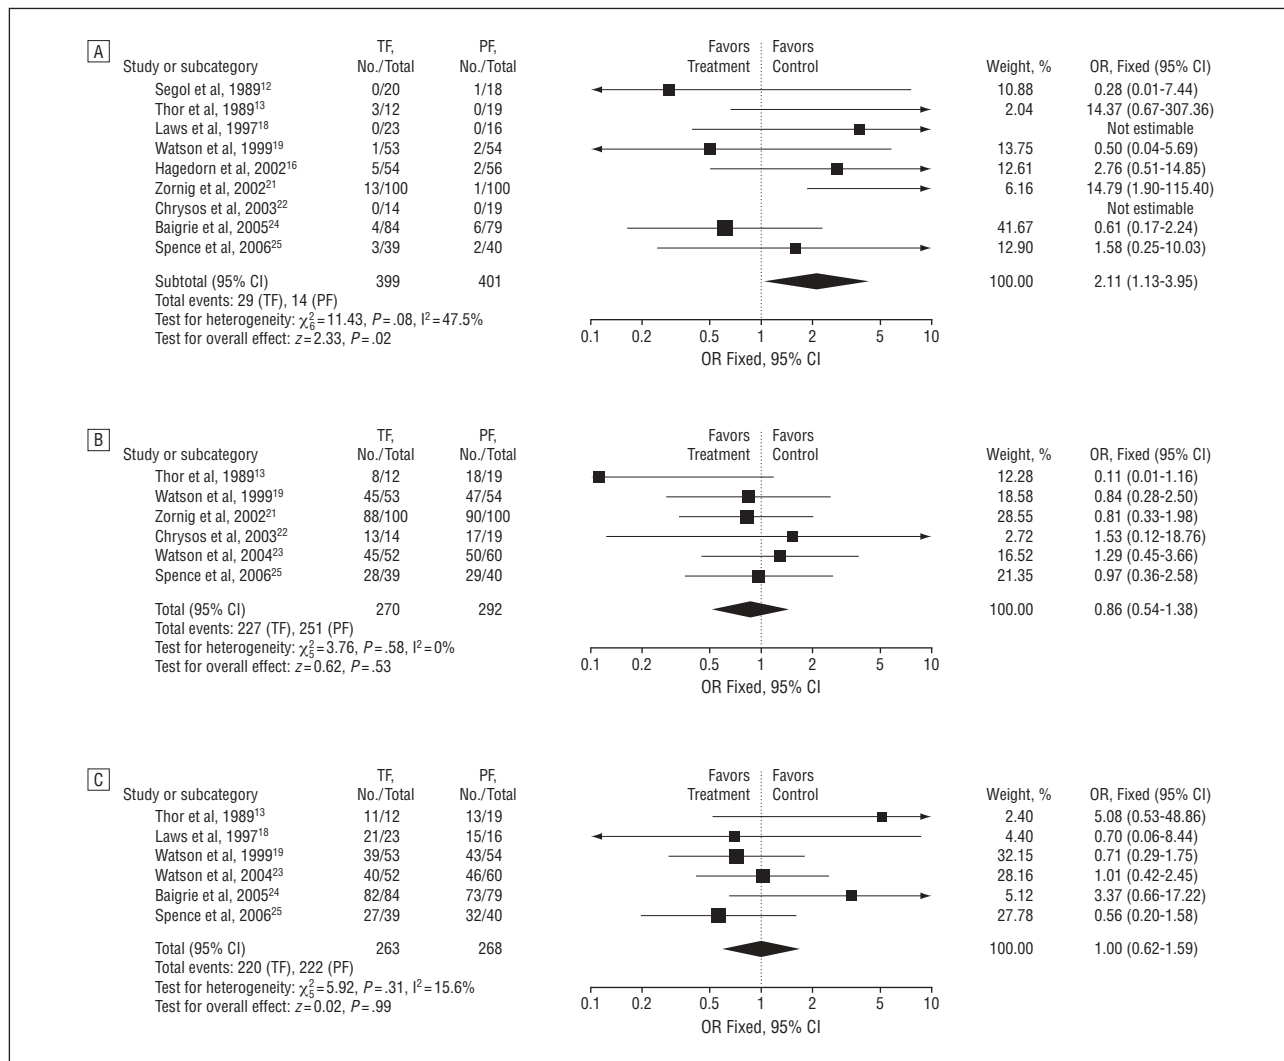 A
TF, PF, Favors Favors
Study or subcategory No./Total No./Total Treatment Control Weight, % OR, Fixed (95% CI)
Segol et al, 1989¹² 0/20 1/18 10.88 0.28 (0.01-7.44)
Thor et al, 1989¹³ 3/12 0/19 2.04 14.37 (0.67-307.36)
Laws et al, 1997¹⁸ 0/23 0/16 Not estimable
Watson et al, 1999¹⁹ 1/53 2/54 13.75 0.50 (0.04-5.69)
Hagedorn et al, 2002¹⁶ 5/54 2/56 12.61 2.76 (0.51-14.85)
Zornig et al, 2002²¹ 13/100 1/100 6.16 14.79 (1.90-115.40)
Chrysos et al, 2003²² 0/14 0/19 Not estimable
Baigrie et al, 2005²⁴ 4/84 6/79 41.67 0.61 (0.17-2.24)
Spence et al, 2006²⁵ 3/39 2/40 12.90 1.58 (0.25-10.03)
Subtotal (95% CI) 399 401 100.00 2.11 (1.13-3.95)
Total events: 29 (TF), 14 (PF)
Test for heterogeneity: χ²₆=11.43, P=.08, I²=47.5%
Test for overall effect: z=2.33, P=.02
0.1 0.5 1 2 5 10
OR Fixed, 95% CI
B
TF, PF, Favors Favors
Study or subcategory No./Total No./Total Treatment Control Weight, % OR, Fixed (95% CI)
Thor et al, 1989¹³ 8/12 18/19 12.28 0.11 (0.01-1.16)
Watson et al, 1999¹⁹ 45/53 47/54 18.58 0.84 (0.28-2.50)
Zornig et al, 2002²¹ 88/100 90/100 28.55 0.81 (0.33-1.98)
Chrysos et al, 2003²² 13/14 17/19 2.72 1.53 (0.12-18.76)
Watson et al, 2004²³ 45/52 50/60 16.52 1.29 (0.45-3.66)
Spence et al, 2006²⁵ 28/39 29/40 21.35 0.97 (0.36-2.58)
Total (95% CI) 270 292 100.00 0.86 (0.54-1.38)
Total events: 227 (TF), 251 (PF)
Test for heterogeneity: χ²₅=3.76, P=.58, I²=0%
Test for overall effect: z=0.62, P=.53
0.1 0.5 1 2 5 10
OR Fixed, 95% CI
C
TF, PF, Favors Favors
Study or subcategory No./Total No./Total Treatment Control Weight, % OR, Fixed (95% CI)
Thor et al, 1989¹³ 11/12 13/19 2.40 5.08 (0.53-48.86)
Laws et al, 1997¹⁸ 21/23 15/16 4.40 0.70 (0.06-8.44)
Watson et al, 1999¹⁹ 39/53 43/54 32.15 0.71 (0.29-1.75)
Watson et al, 2004²³ 40/52 46/60 28.16 1.01 (0.42-2.45)
Baigrie et al, 2005²⁴ 82/84 73/79 5.12 3.37 (0.66-17.22)
Spence et al, 2006²⁵ 27/39 32/40 27.78 0.56 (0.20-1.58)
Total (95% CI) 263 268 100.00 1.00 (0.62-1.59)
Total events: 220 (TF), 222 (PF)
Test for heterogeneity: χ²₅=5.92, P=.31, I²=15.6%
Test for overall effect: z=0.02, P=.99
0.1 0.5 1 2 5 10
OR Fixed, 95% CI